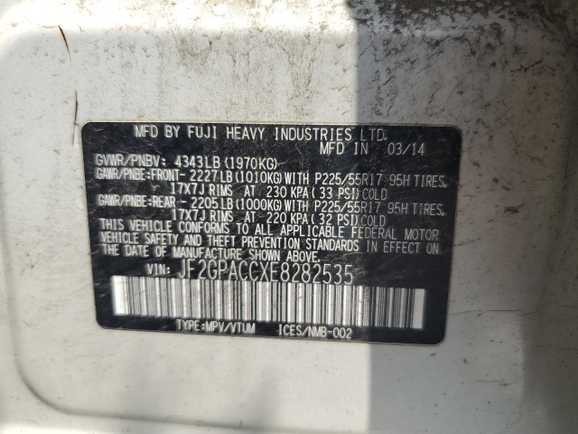 MFD BY FUJI HEAVY INDUSTRIES LTD.
MFD IN 03/14
GVWR/PNBV: 4343LB(1970KG)
GAWR/PNBE:FRONT- 2227LB(1010KG)WITH P225/55R17 95H TIRES,
17X7J RIMS AT 230 KPA(33 PSI)COLD
GAWR/PNBE:REAR - 2205LB(1000KG)WITH P225/55R17 95H TIRES,
17X7J RIMS AT 220 KPA(32 PSI)COLD
THIS VEHICLE CONFORMS TO ALL APPLICABLE FEDERAL MOTOR
VEHICLE SAFETY AND THEFT PREVENTION STANDARDS IN EFFECT ON
THE DATE OF MANUFACTURE SHOWN ABOVE.
VIN: JF2GPACCXE8282535
TYPE:MPV/VTUM ICES/NMB-002